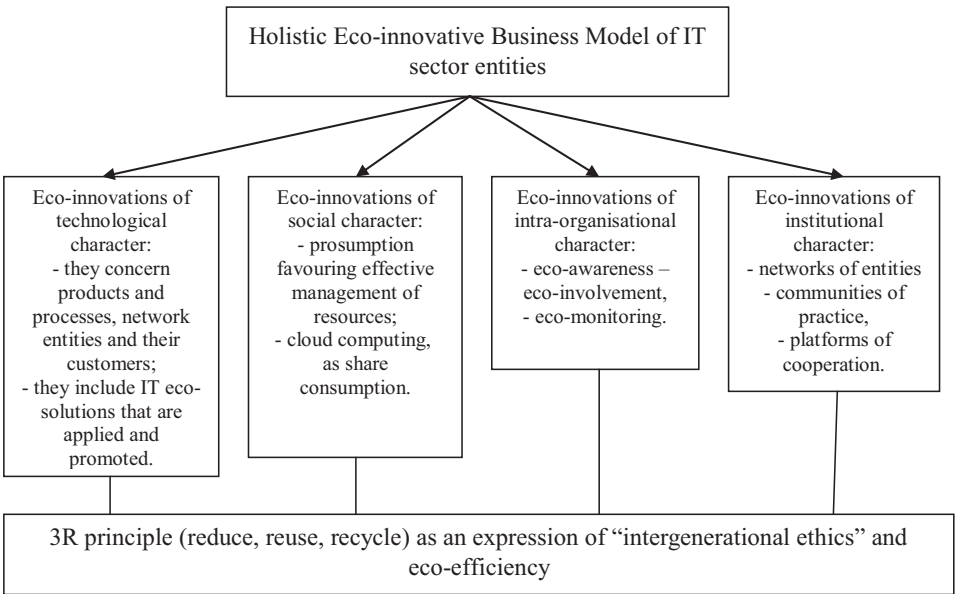 Holistic Eco-innovative Business Model of IT
sector entities
Eco-innovations of
technological
character:
- they concern
products and
processes, network
entities and their
customers;
- they include IT eco-
solutions that are
applied and
promoted.
Eco-innovations of
social character:
- prosumption
favouring effective
management of
resources;
- cloud computing,
as share
consumption.
Eco-innovations of
intra-organisational
character:
- eco-awareness –
eco-involvement,
- eco-monitoring.
Eco-innovations of
institutional
character:
- networks of entities
- communities of
practice,
- platforms of
cooperation.
3R principle (reduce, reuse, recycle) as an expression of “intergenerational ethics” and
eco-efficiency